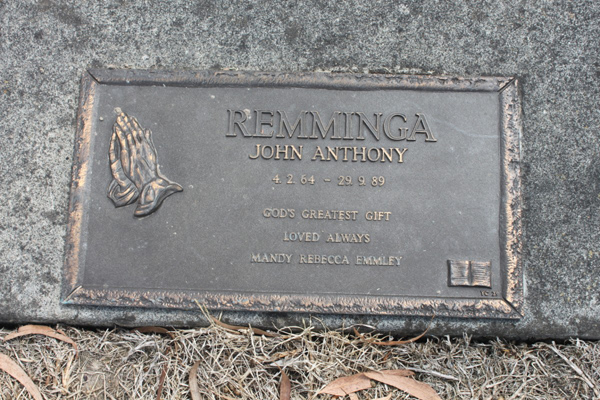 REMMINGA
JOHN ANTHONY
4. 2. 64 - 29. 9. 89
GOD'S GREATEST GIFT
LOVED ALWAYS
MANDY REBECCA EMMLEY